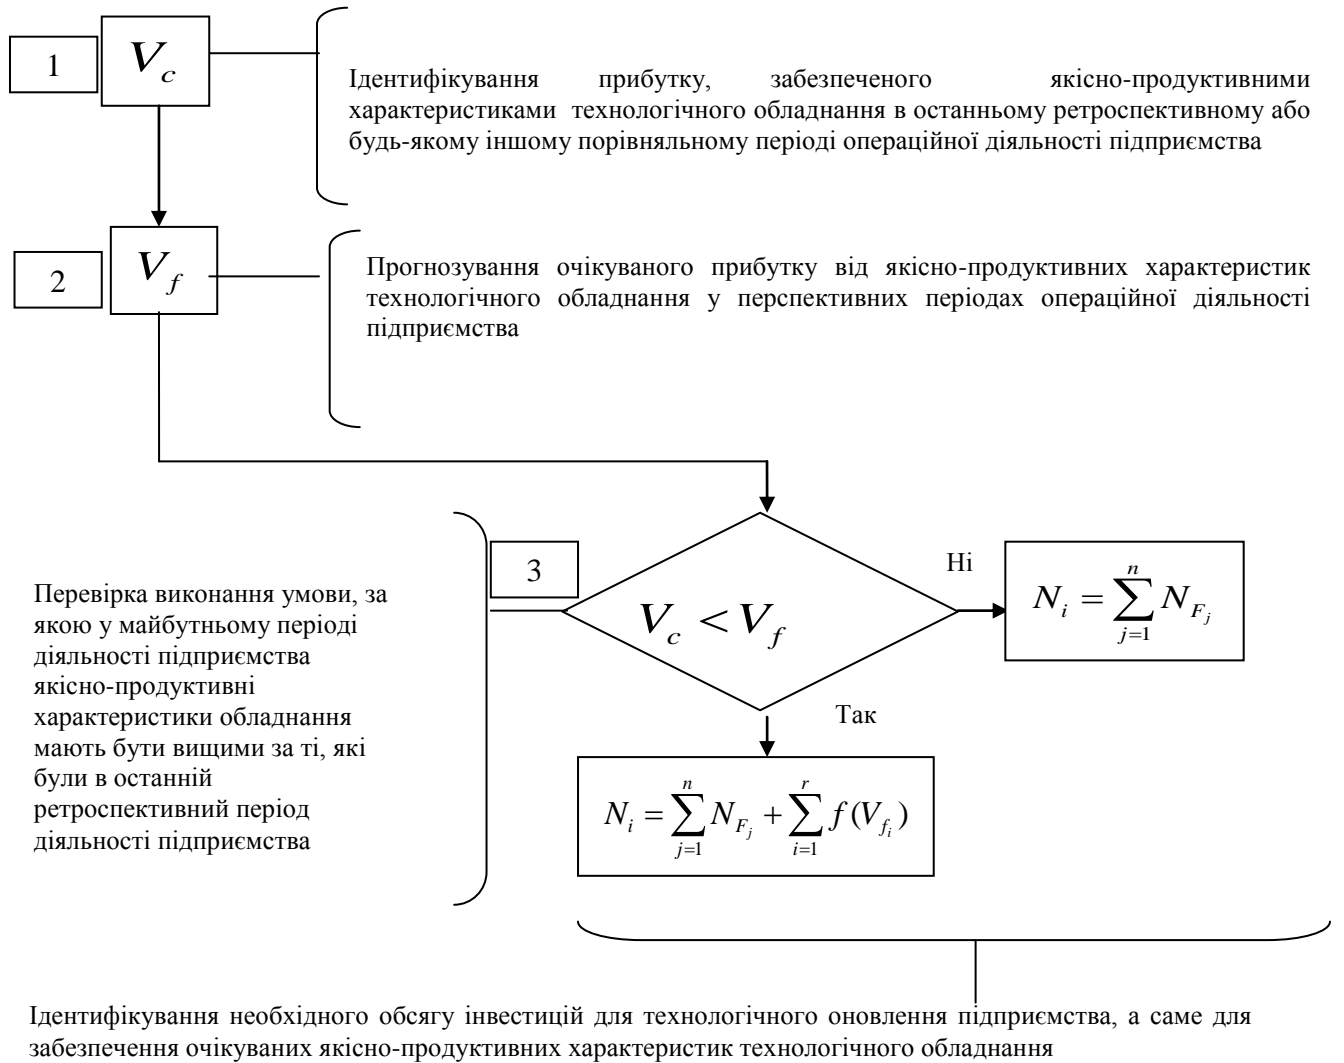 1
V_c
Ідентифікування прибутку, забезпеченого якісно-продуктивними
характеристиками технологічного обладнання в останньому ретроспективному або
будь-якому іншому порівняльному періоді операційної діяльності підприємства
2
V_f
Прогнозування очікуваного прибутку від якісно-продуктивних характеристик
технологічного обладнання у перспективних періодах операційної діяльності
підприємства
Перевірка виконання умови, за
якою у майбутньому періоді
діяльності підприємства
якісно-продуктивні
характеристики обладнання
мають бути вищими за ті, які
були в останній
ретроспективний період
діяльності підприємства
3
V_c < V_f
Ні
N_i = \sum_{j=1}^{n} N_{F_j}
Так
N_i = \sum_{j=1}^{n} N_{F_j} + \sum_{i=1}^{r} f(V_{f_i})
Ідентифікування необхідного обсягу інвестицій для технологічного оновлення підприємства, а саме для
забезпечення очікуваних якісно-продуктивних характеристик технологічного обладнання